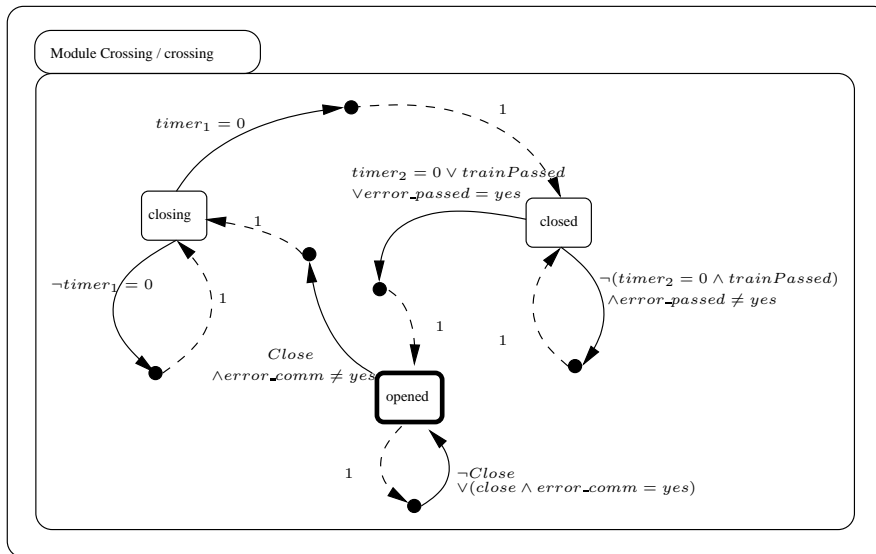 Module Crossing / crossing
timer₁ = 0
1
timer₂ = 0 ∨ trainPassed
∨error_passed = yes
closing
1
closed
¬timer₁ = 0
1
¬(timer₂ = 0 ∧ trainPassed)
∧error_passed ≠ yes
1
1
Close
∧error_comm ≠ yes
opened
1
¬Close
∨(close ∧ error_comm = yes)